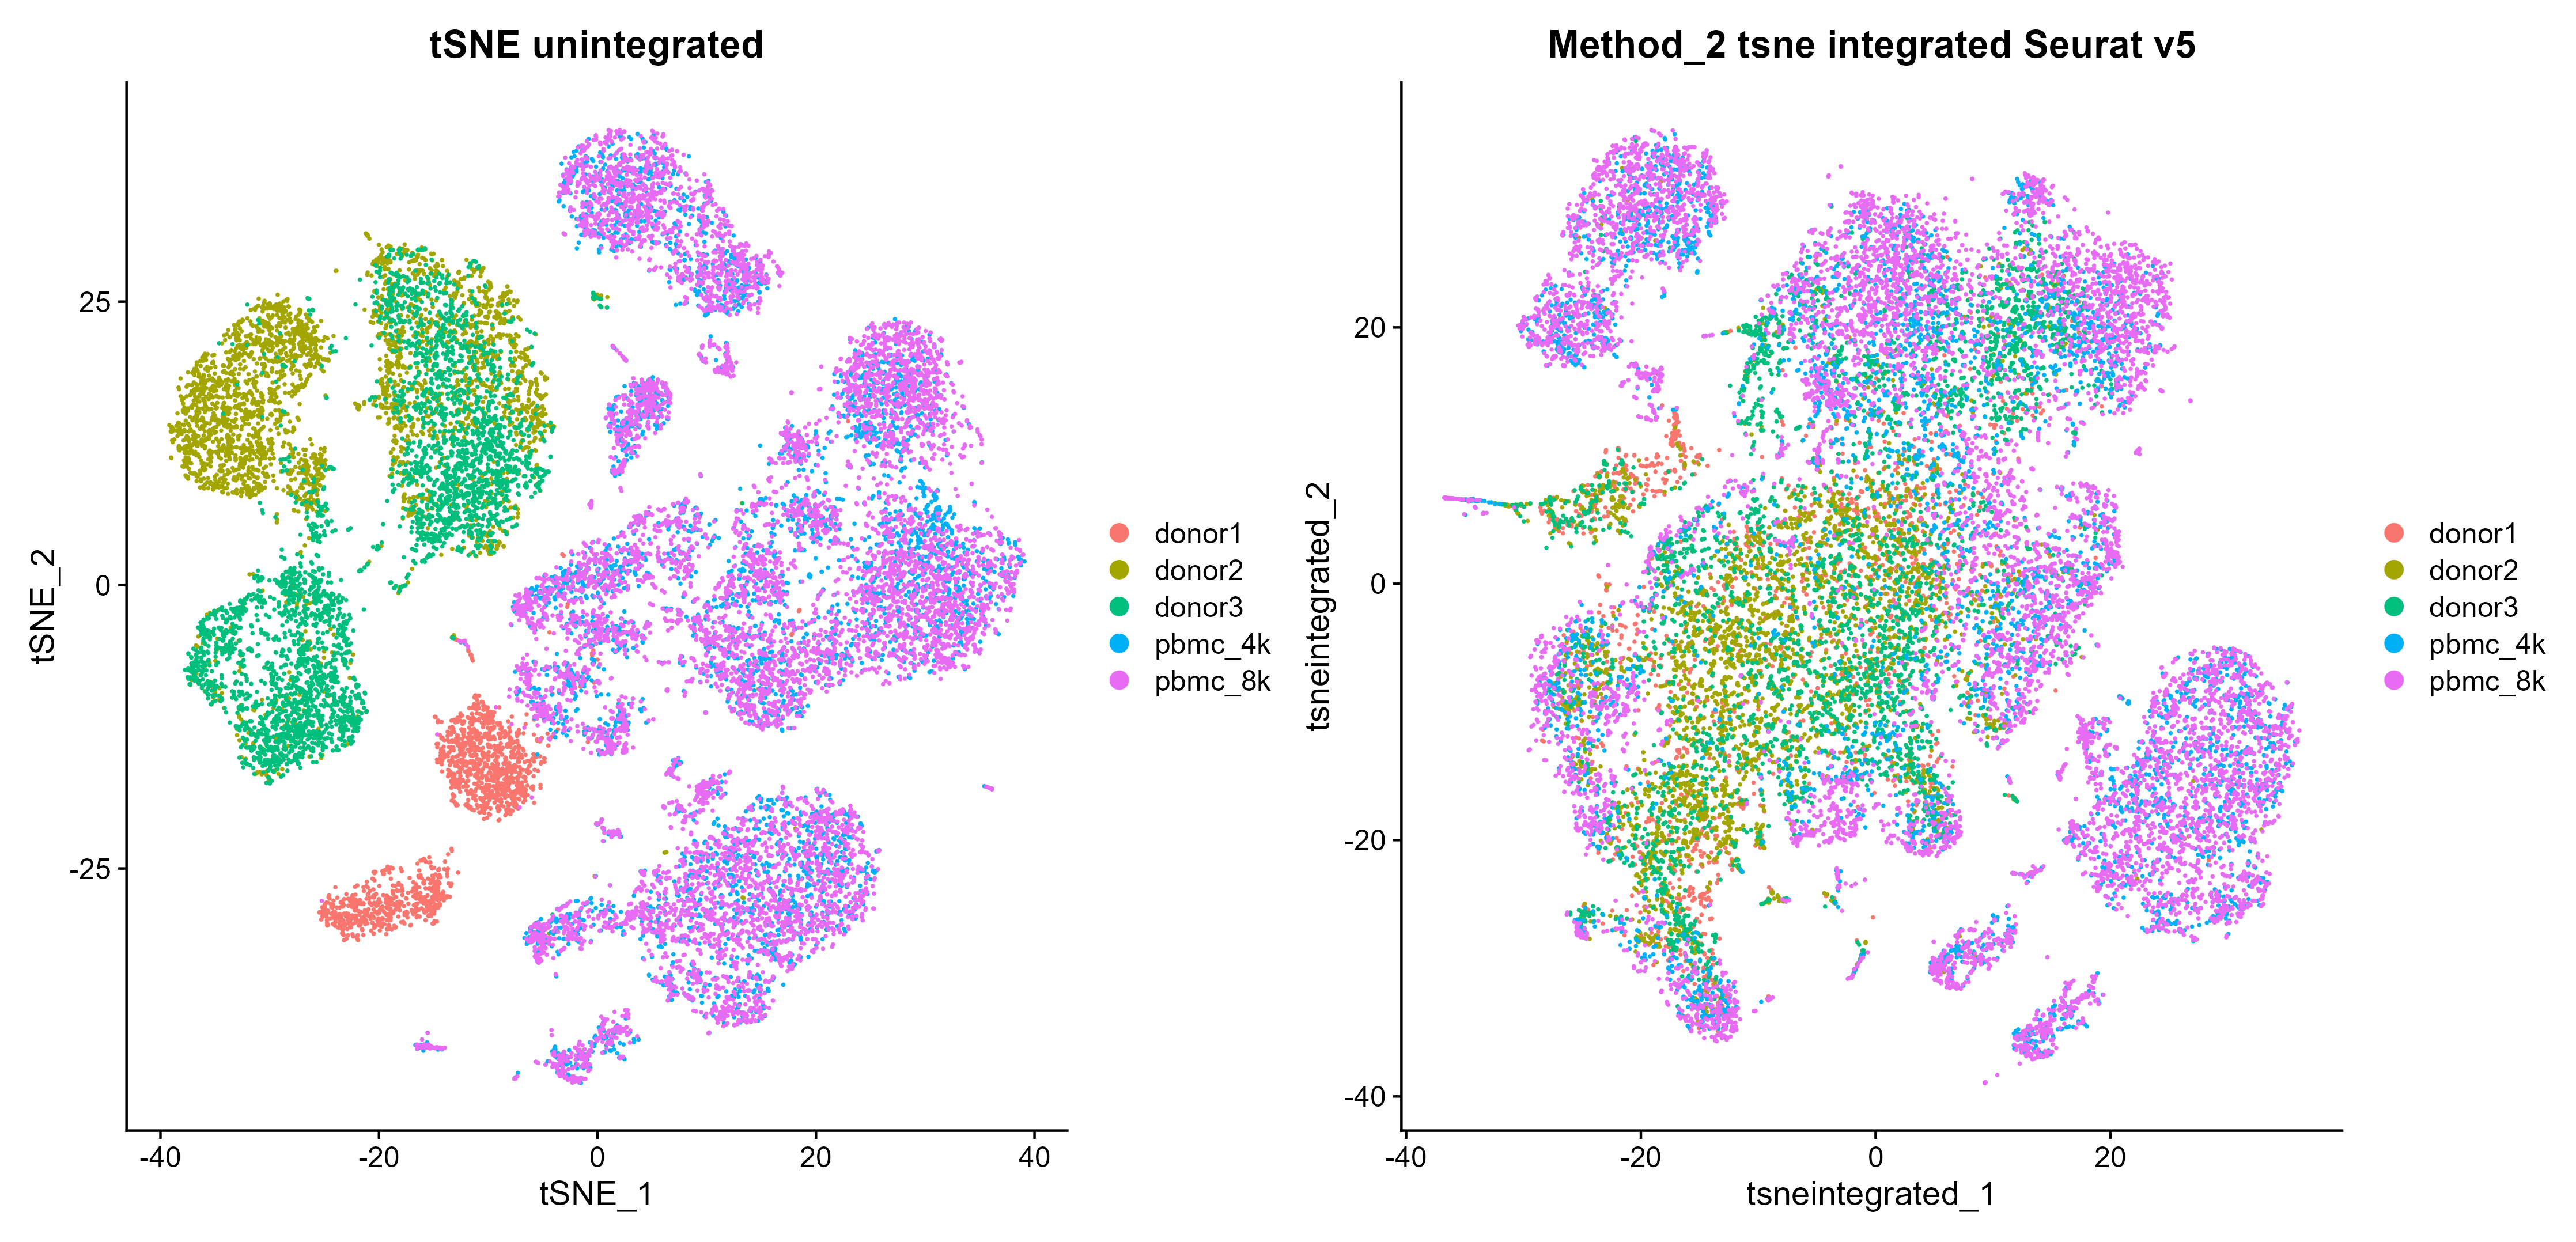 tSNE unintegrated
25
0
-25
tSNE_2
-40
-20
0
20
40
tSNE_1
donor1
donor2
donor3
pbmc_4k
pbmc_8k
Method_2 tsne integrated Seurat v5
20
0
-20
-40
tsneintegrated_2
-40
-20
0
20
tsneintegrated_1
donor1
donor2
donor3
pbmc_4k
pbmc_8k